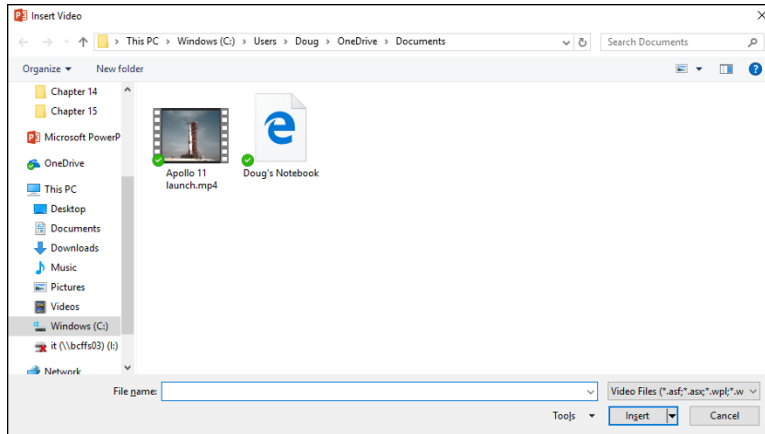 Insert Video
This PC > Windows (C:) > Users > Doug > OneDrive > Documents
Search Documents
Organize
New folder
Chapter 14
Chapter 15
Microsoft PowerP
OneDrive
This PC
Desktop
Documents
Downloads
Music
Pictures
Videos
Windows (C:)
it (\\bcffs03) (I:)
Network
Apollo 11
launch.mp4
Doug's Notebook
File name:
Video Files (*.asf;*.asx;*.wpl;*.w
Tools
Insert
Cancel